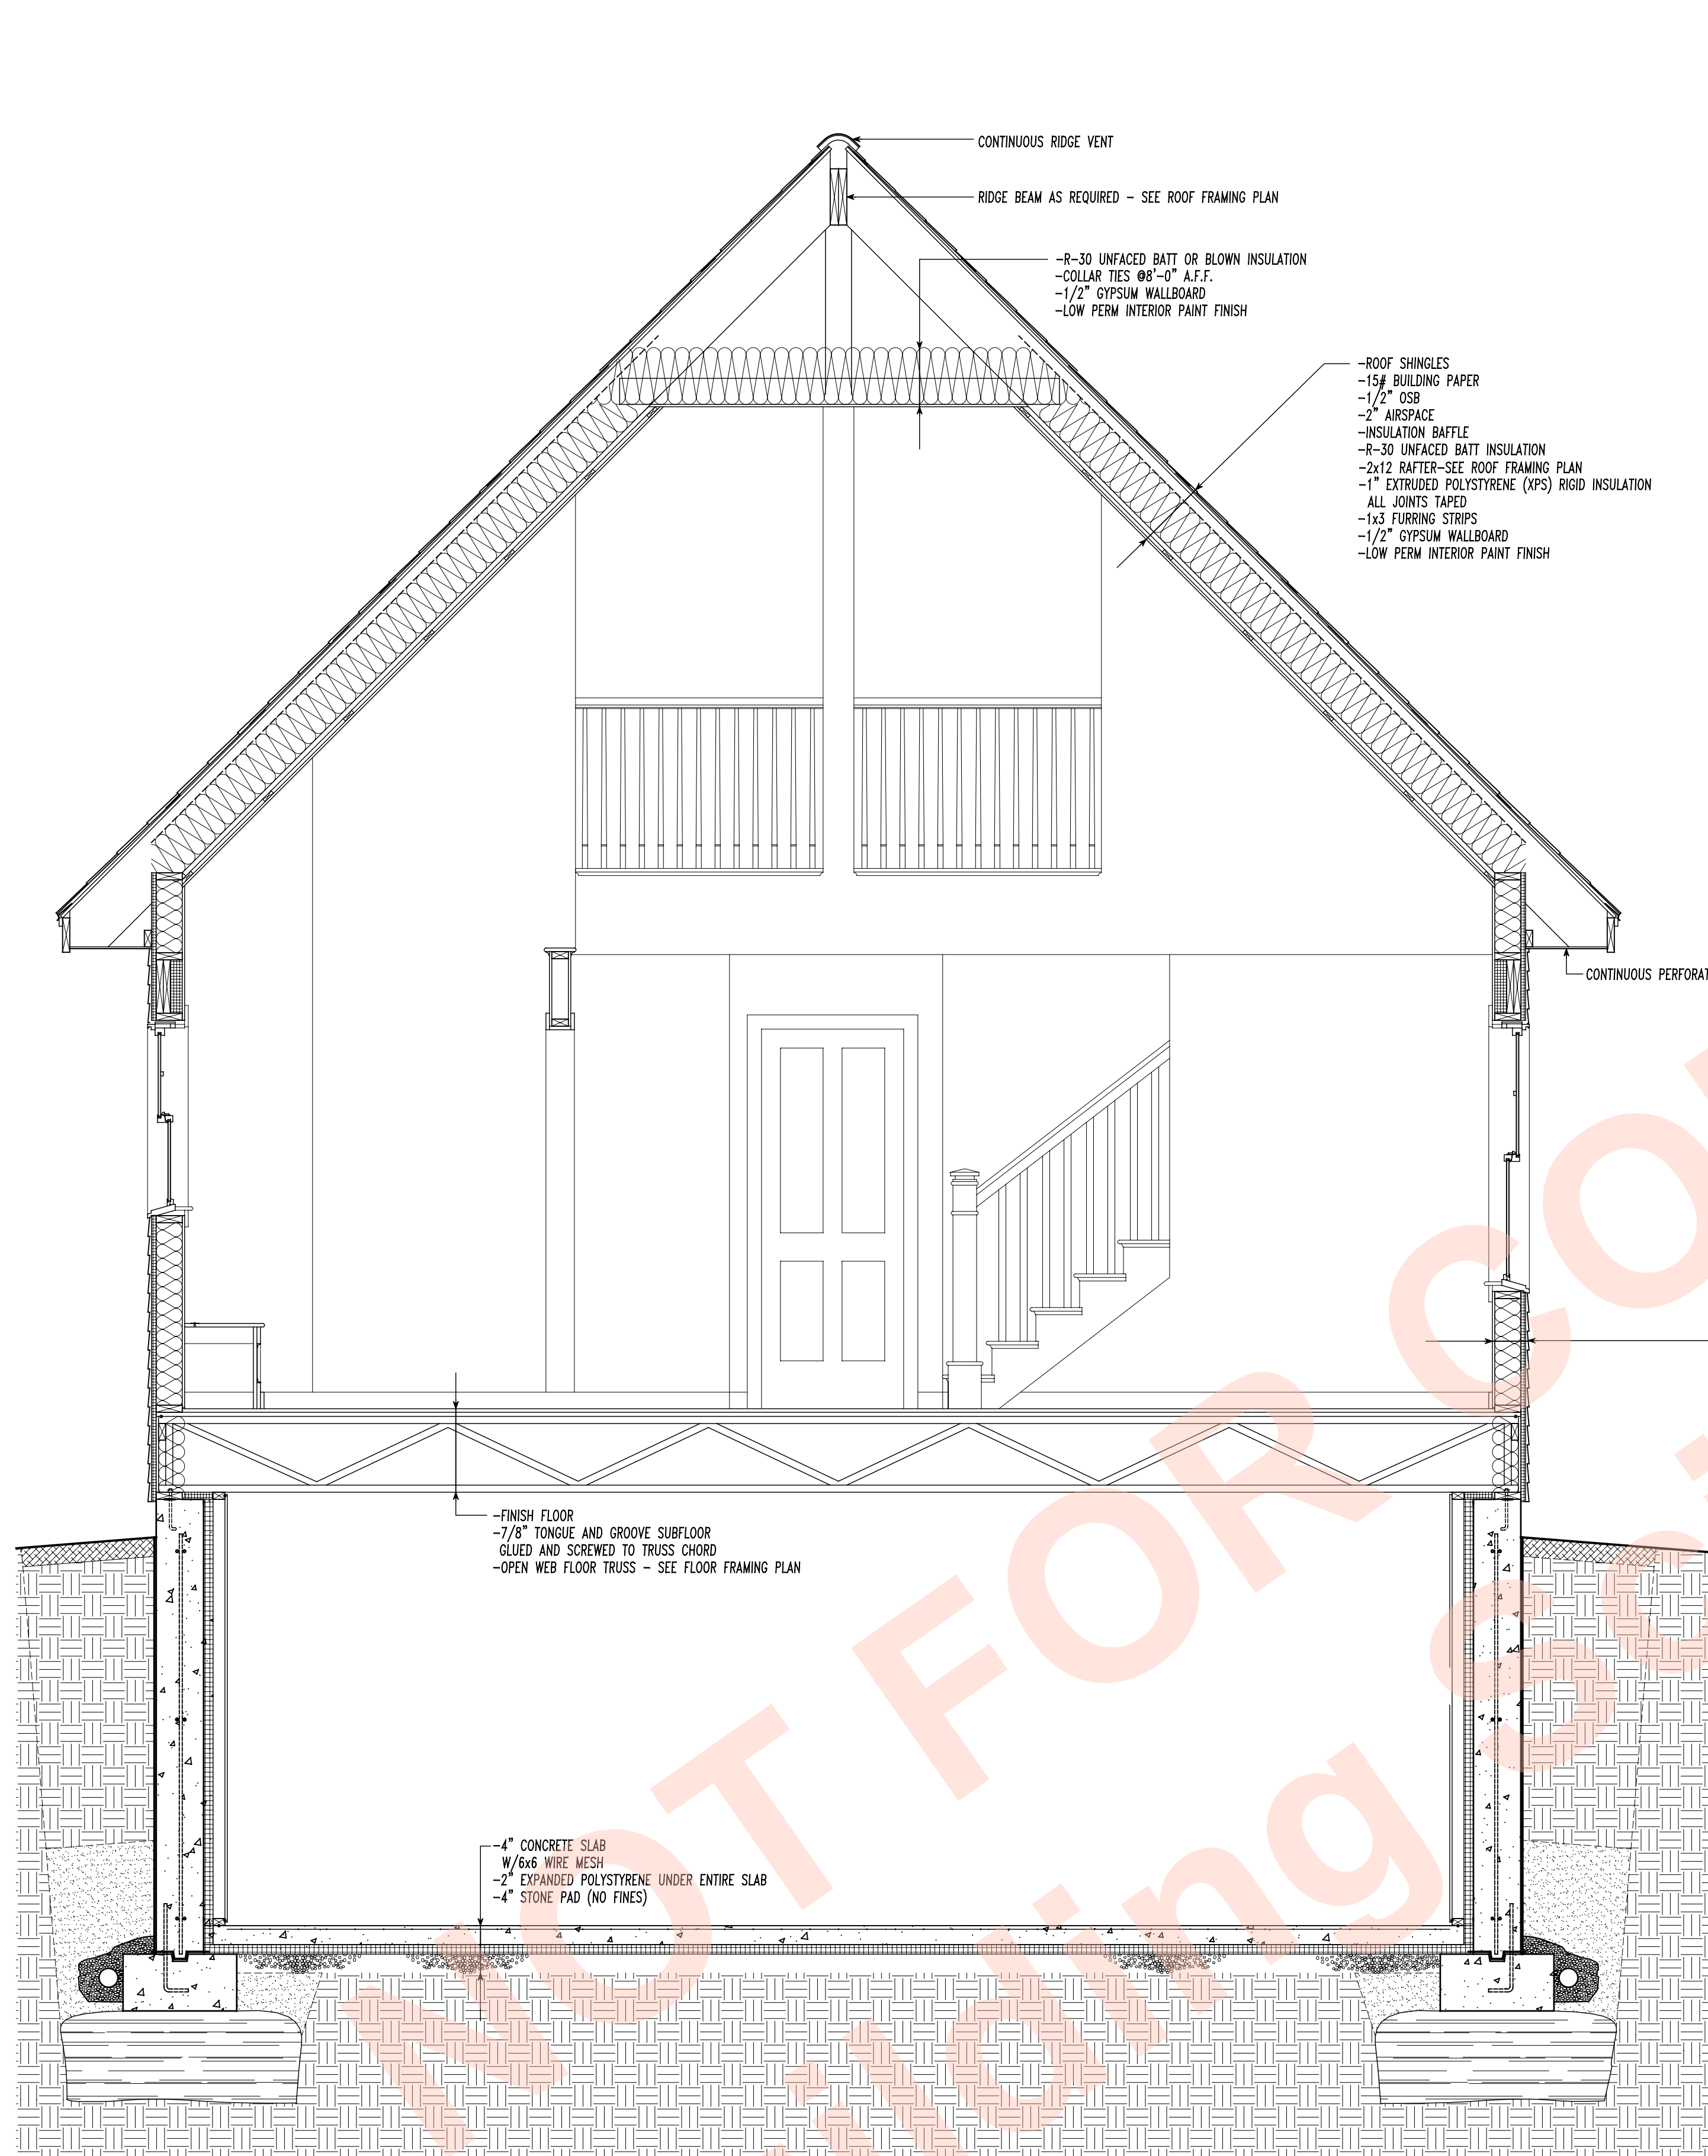 CONTINUOUS RIDGE VENT
RIDGE BEAM AS REQUIRED – SEE ROOF FRAMING PLAN
–R–30 UNFACED BATT OR BLOWN INSULATION
–COLLAR TIES @8'–0" A.F.F.
–1/2" GYPSUM WALLBOARD
–LOW PERM INTERIOR PAINT FINISH
–ROOF SHINGLES
–15# BUILDING PAPER
–1/2" OSB
–2" AIRSPACE
–INSULATION BAFFLE
–R–30 UNFACED BATT INSULATION
–2x12 RAFTER–SEE ROOF FRAMING PLAN
–1" EXTRUDED POLYSTYRENE (XPS) RIGID INSULATION
ALL JOINTS TAPED
–1x3 FURRING STRIPS
–1/2" GYPSUM WALLBOARD
–LOW PERM INTERIOR PAINT FINISH
CONTINUOUS PERFORAT
–FINISH FLOOR
–7/8" TONGUE AND GROOVE SUBFLOOR
GLUED AND SCREWED TO TRUSS CHORD
–OPEN WEB FLOOR TRUSS – SEE FLOOR FRAMING PLAN
–4" CONCRETE SLAB
W/6x6 WIRE MESH
–2" EXPANDED POLYSTYRENE UNDER ENTIRE SLAB
–4" STONE PAD (NO FINES)
NOT FOR CO
ilding Sc